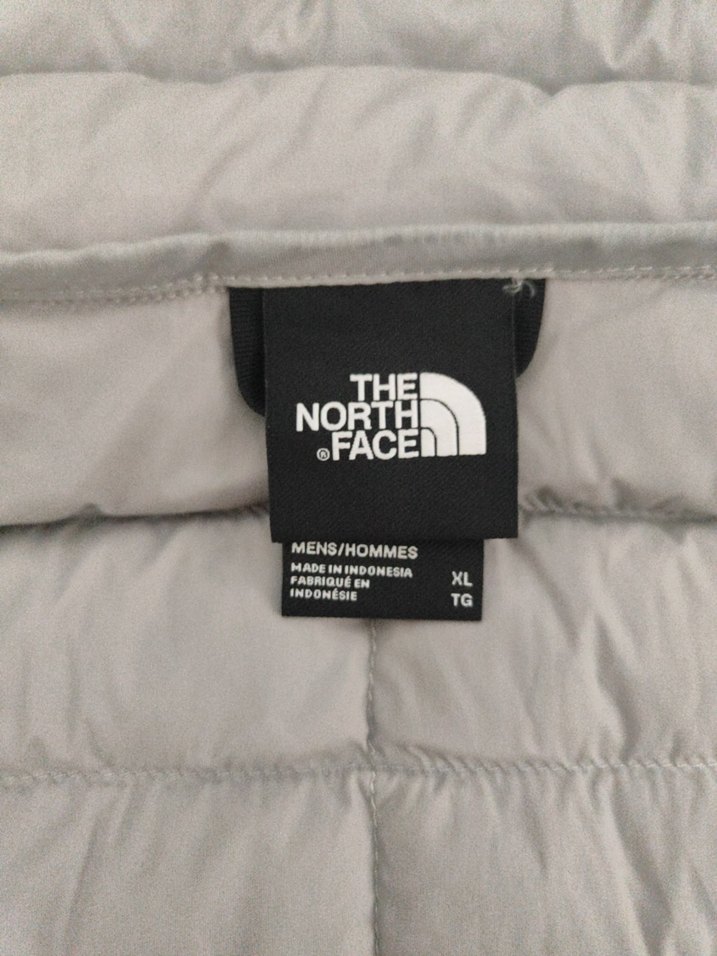 THE
NORTH
® FACE
MENS/HOMMES
MADE IN INDONESIA
FABRIQUÉ EN
INDONÉSIE
XL
TG